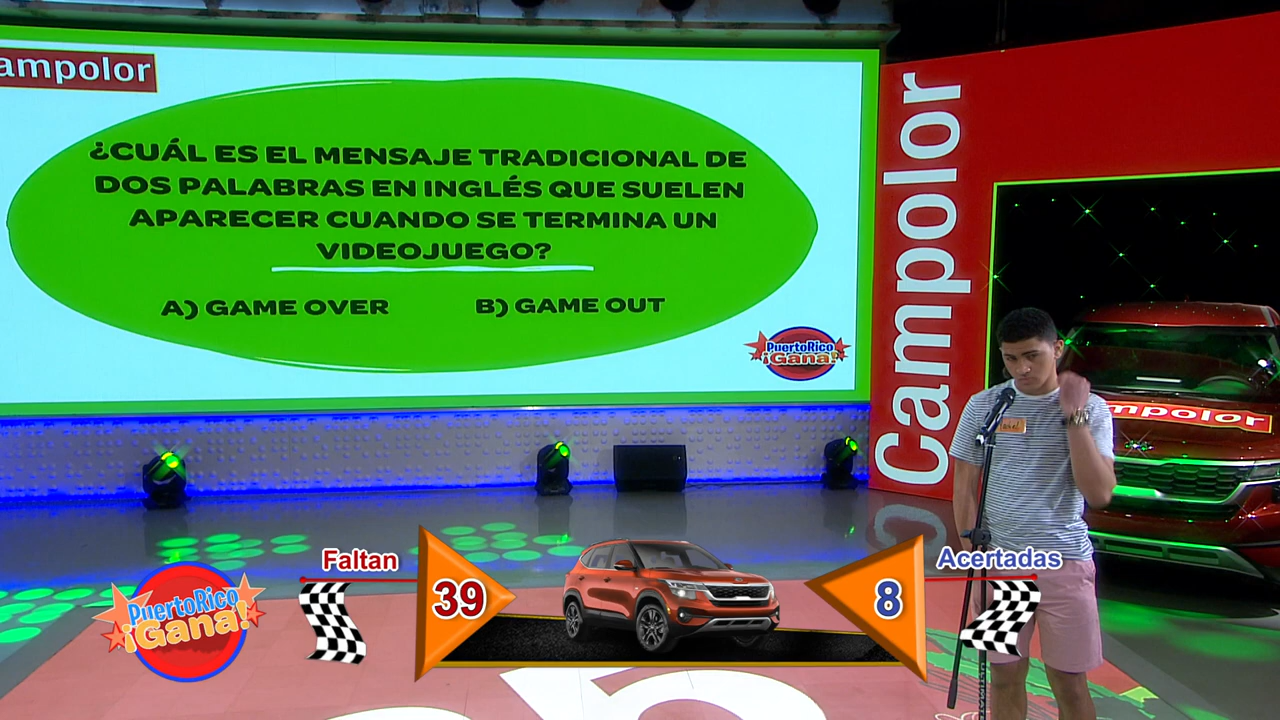 ampolor
¿CUÁL ES EL MENSAJE TRADICIONAL DE
DOS PALABRAS EN INGLÉS QUE SUELEN
APARECER CUANDO SE TERMINA UN
VIDEOJUEGO?
A) GAME OVER B) GAME OUT
PuertoRico
¡Gana!
Campolor
mpolor
Faltan
39
Acertadas
8
PuertoRico
¡Gana!